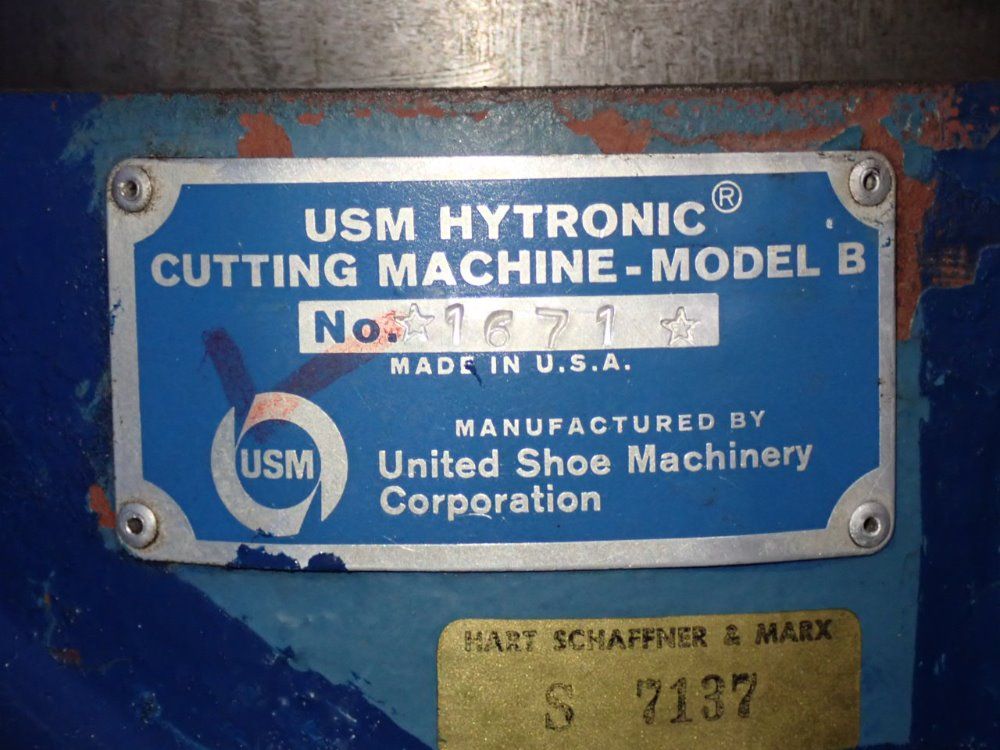 USM HYTRONIC®
CUTTING MACHINE - MODEL B
No. ☆ 1671 ☆
MADE IN U.S.A.
USM
MANUFACTURED BY
United Shoe Machinery
Corporation
HART SCHAFFNER & MARX
S 7137